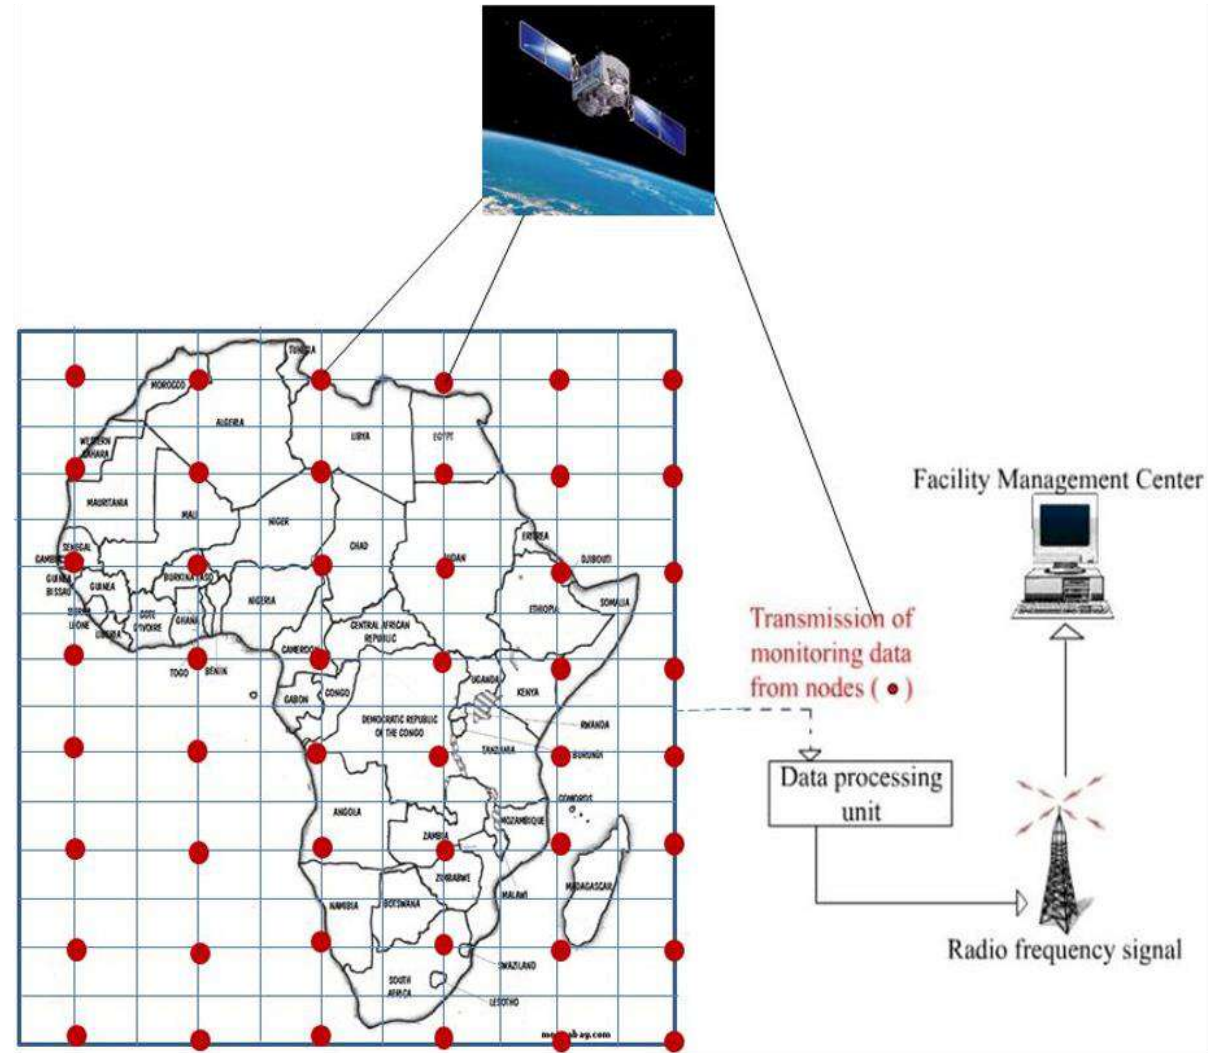 TUNISIA
MOROCCO
ALGERIA
LIBYA
EGYPT
WESTERN
SAHARA
MAURITANIA
MALI
NIGER
CHAD
SUDAN
ERITREA
DJIBOUTI
SENEGAL
GUINEA
BISSAU
GUINEA
BURKINA FASO
NIGERIA
LEONE
LIBERIA
COTE
D'IVOIRE
GHANA
TOGO
BENIN
CAMEROON
CENTRAL AFRICAN
REPUBLIC
ETHIOPIA
SOMALIA
GABON
CONGO
UGANDA
KENYA
DEMOCRATIC REPUBLIC
OF THE CONGO
RWANDA
BURUNDI
TANZANIA
COMOROS
ANGOLA
ZAMBIA
MOZAMBIQUE
MALAWI
ZIMBABWE
MADAGASCAR
NAMIBIA
BOTSWANA
SWAZILAND
SOUTH
AFRICA
LESOTHO
Facility Management Center
Transmission of
monitoring data
from nodes ( )
Data processing
unit
Radio frequency signal